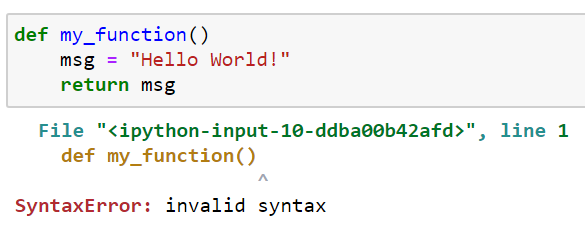 def my_function()
    msg = "Hello World!"
    return msg
  File "<ipython-input-10-ddba00b42afd>", line 1
    def my_function()
                     ^
SyntaxError: invalid syntax